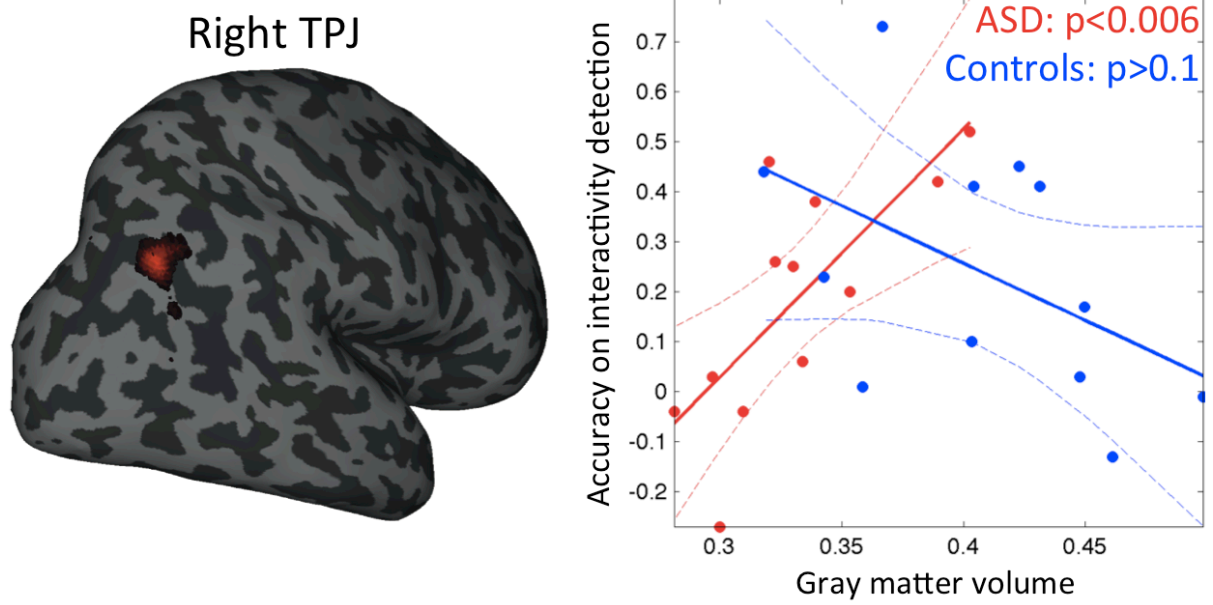 Right TPJ
ASD: p<0.006
Controls: p>0.1
Accuracy on interactivity detection
0.7
0.6
0.5
0.4
0.3
0.2
0.1
0
-0.1
-0.2
0.3 0.35 0.4 0.45
Gray matter volume